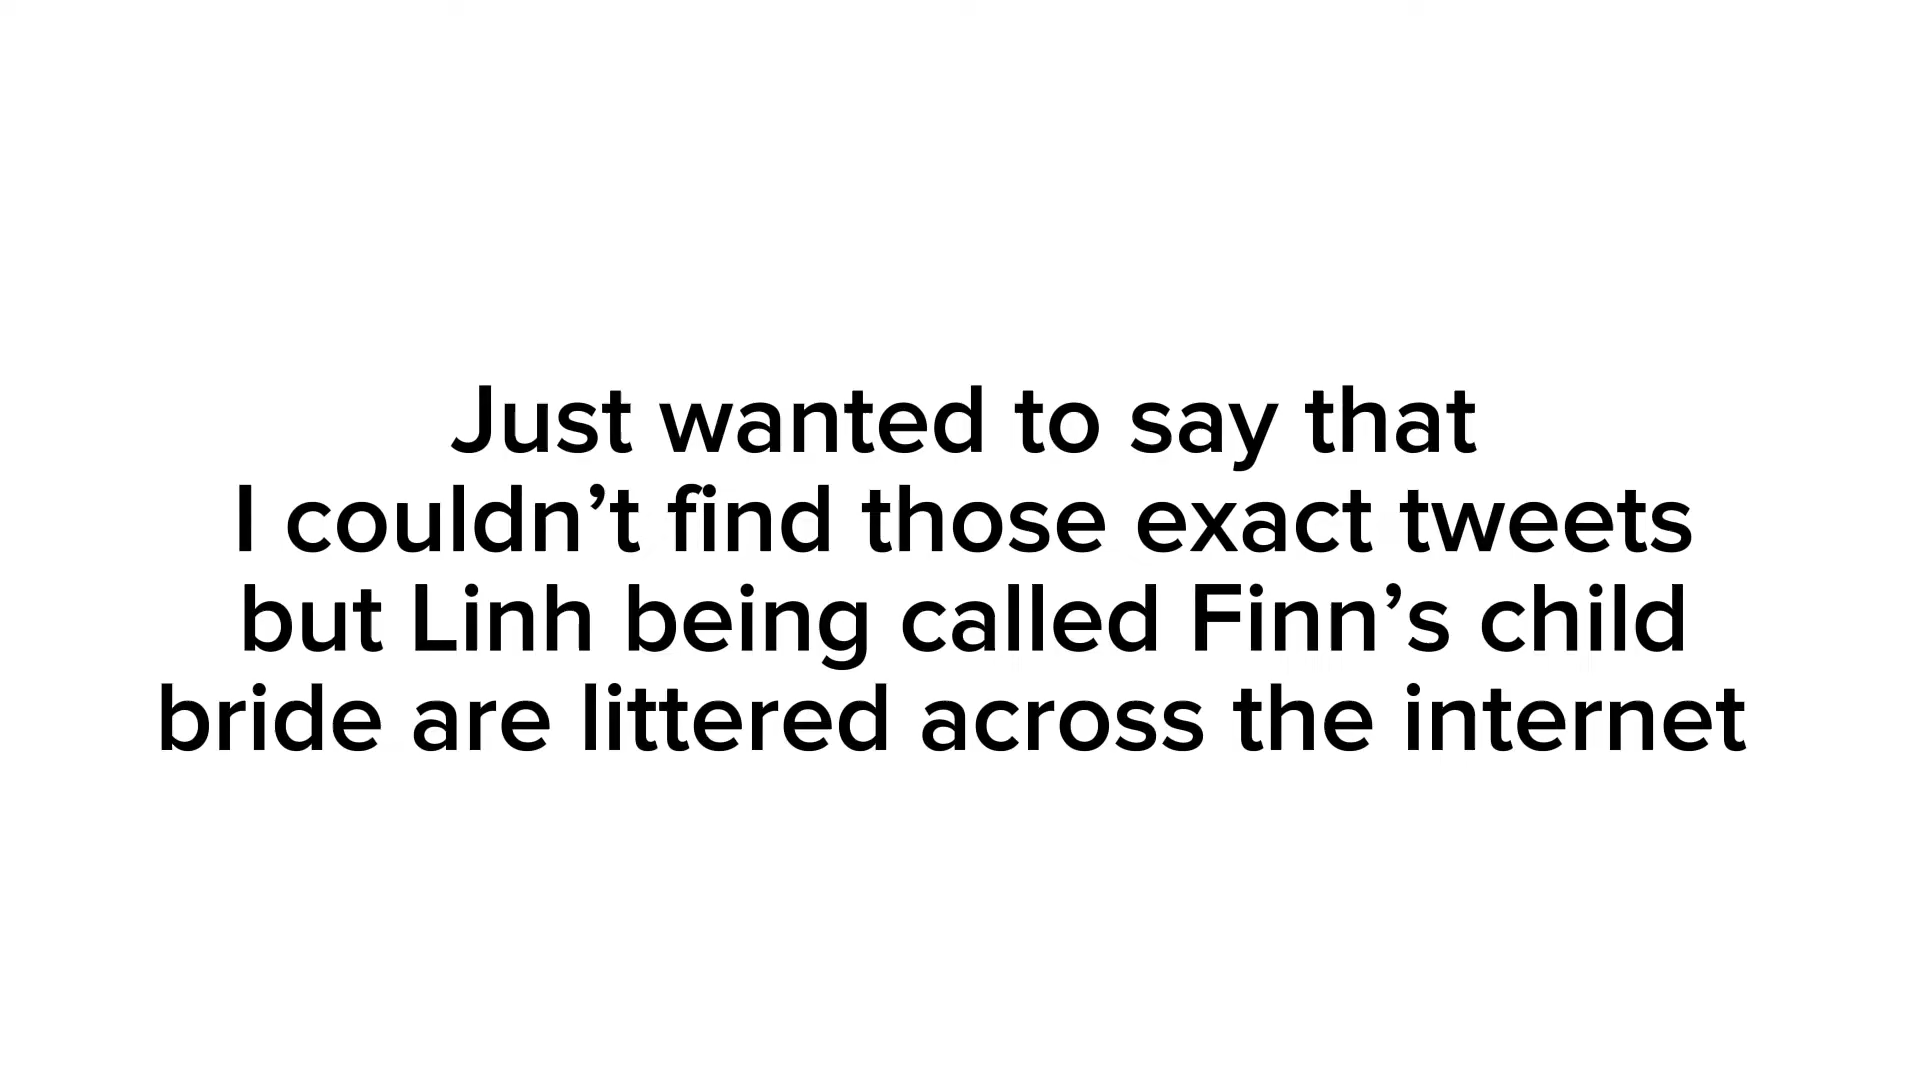 Just wanted to say that
I couldn’t find those exact tweets
but Linh being called Finn’s child
bride are littered across the internet